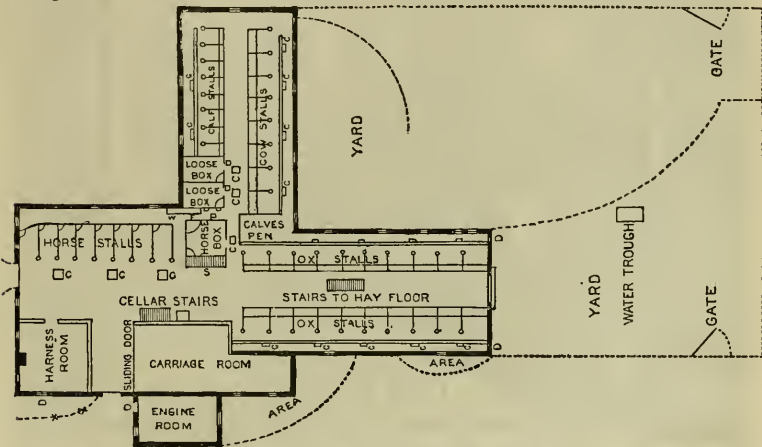 GATE
YARD
CALF STALLS
COW STALLS
C
C
C
C
C
C
LOOSE
BOX
LOOSE
BOX
C
C
C
W
P
HORSE
BOX
CALVES
PEN
D
HORSE STALLS
G
G
G
S
OX STALLS
YARD
WATER TROUGH
GATE
CELLAR STAIRS
STAIRS TO HAY FLOOR
OX STALLS
C
C
C
C
C
D
HARNESS
ROOM
SLIDING DOOR
CARRIAGE ROOM
AREA
AREA
D
D
ENGINE
ROOM